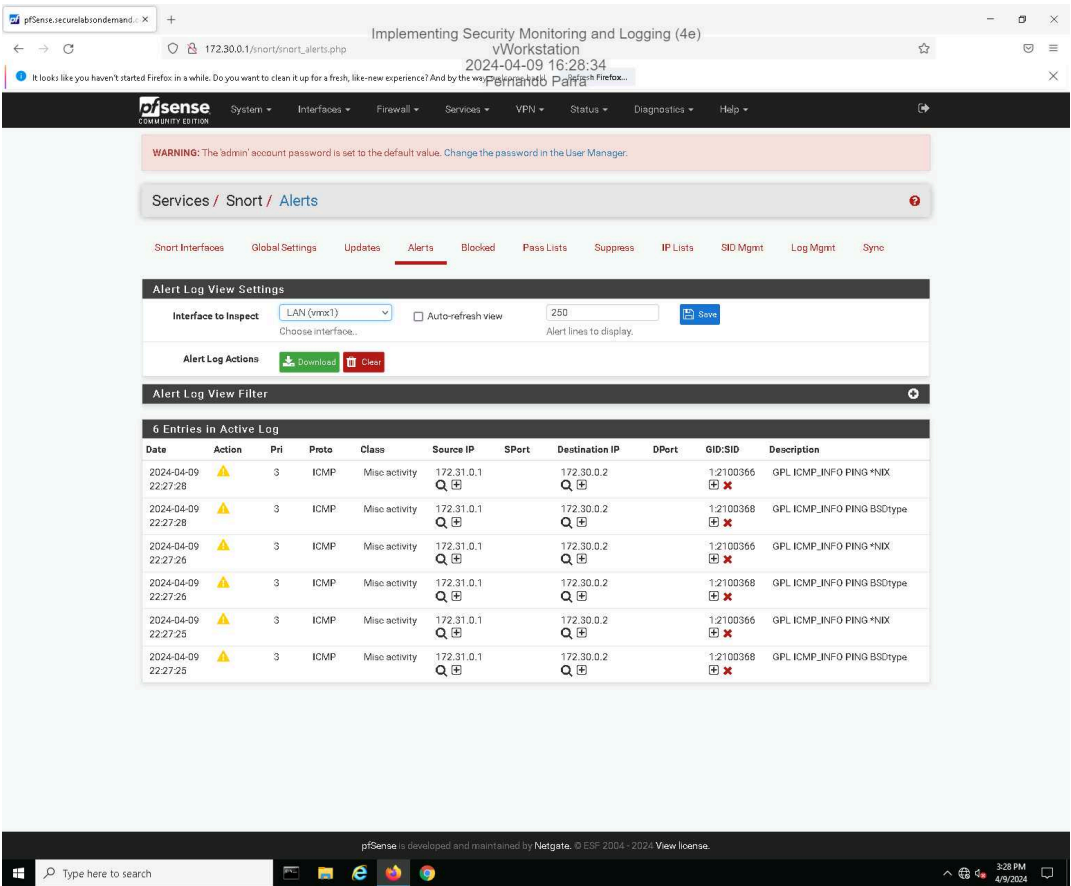 pfSense.securelabsondemand.c
172.30.0.1/snort/snort_alerts.php
Implementing Security Monitoring and Logging (4e)
vWorkstation
2024-04-09 16:28:34
Fernando Parra
It looks like you haven't started Firefox in a while. Do you want to clean it up for a fresh, like-new experience? And by the way, welcome back! Refresh Firefox...
pfsense System Interfaces Firewall Services VPN Status Diagnostics Help
COMMUNITY EDITION
WARNING: The 'admin' account password is set to the default value. Change the password in the User Manager.
Services / Snort / Alerts
Snort Interfaces Global Settings Updates Alerts Blocked Pass Lists Suppress IP Lists SID Mgmt Log Mgmt Sync
Alert Log View Settings
Interface to Inspect LAN (vmx1) Auto-refresh view 250 Save
Choose interface.. Alert lines to display.
Alert Log Actions Download Clear
Alert Log View Filter
6 Entries in Active Log
Date Action Pri Proto Class Source IP SPort Destination IP DPort GID:SID Description
2024-04-09 3 ICMP Misc activity 172.31.0.1 172.30.0.2 1:2100366 GPL ICMP_INFO PING *NIX
22:27:28
2024-04-09 3 ICMP Misc activity 172.31.0.1 172.30.0.2 1:2100368 GPL ICMP_INFO PING BSDtype
22:27:28
2024-04-09 3 ICMP Misc activity 172.31.0.1 172.30.0.2 1:2100366 GPL ICMP_INFO PING *NIX
22:27:26
2024-04-09 3 ICMP Misc activity 172.31.0.1 172.30.0.2 1:2100368 GPL ICMP_INFO PING BSDtype
22:27:26
2024-04-09 3 ICMP Misc activity 172.31.0.1 172.30.0.2 1:2100366 GPL ICMP_INFO PING *NIX
22:27:25
2024-04-09 3 ICMP Misc activity 172.31.0.1 172.30.0.2 1:2100368 GPL ICMP_INFO PING BSDtype
22:27:25
pfSense is developed and maintained by Netgate. © ESF 2004 - 2024 View license.
Type here to search
3:28 PM
4/9/2024